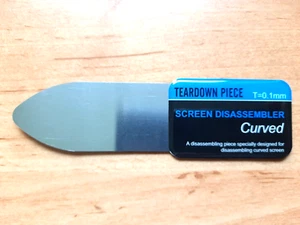 TEARDOWN PIECE T=0.1mm
SCREEN DISASSEMBLER
Curved
A disassembling piece specially designed for
disassembling curved screen